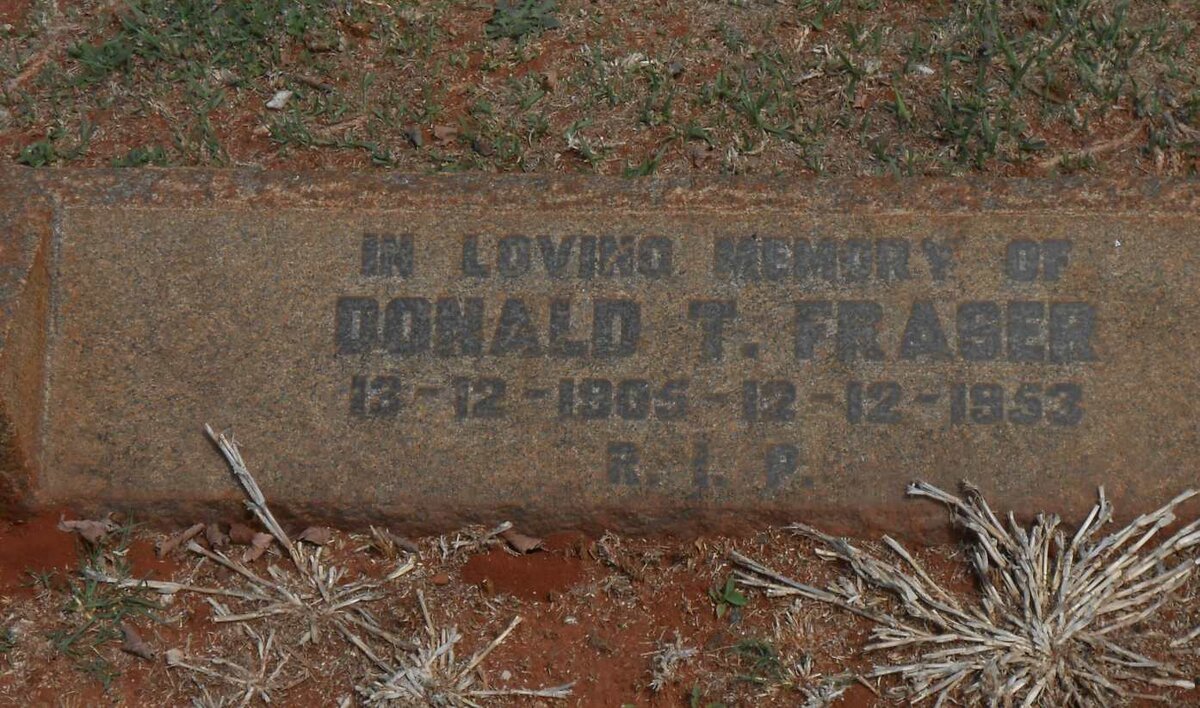 IN LOVING MEMORY OF
DONALD T. FRASER
13-12-1905-12-12-1953
R.I.P.